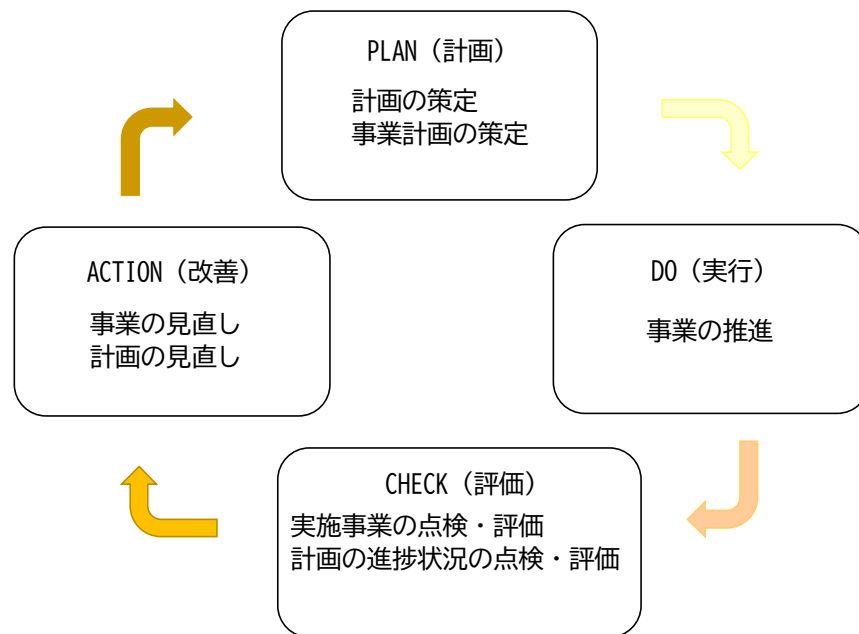 PLAN（計画）
計画の策定
事業計画の策定
DO（実行）
事業の推進
CHECK（評価）
実施事業の点検・評価
計画の進捗状況の点検・評価
ACTION（改善）
事業の見直し
計画の見直し